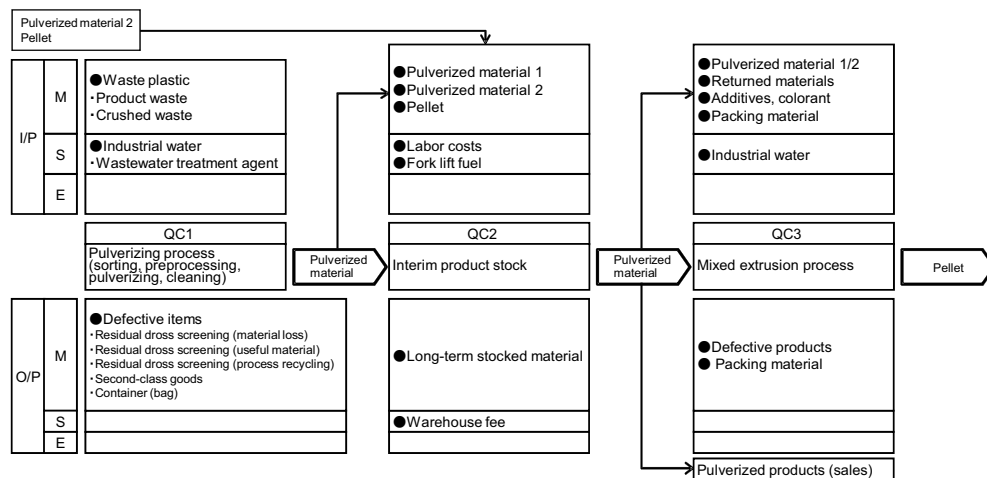 Pulverized material 2
Pellet
I/P
M
●Waste plastic
・Product waste
・Crushed waste
●Pulverized material 1
●Pulverized material 2
●Pellet
●Pulverized material 1/2
●Returned materials
●Additives, colorant
●Packing material
S
●Industrial water
・Wastewater treatment agent
●Labor costs
●Fork lift fuel
●Industrial water
E
QC1
Pulverizing process
(sorting, preprocessing,
pulverizing, cleaning)
Pulverized
material
QC2
Interim product stock
Pulverized
material
QC3
Mixed extrusion process
Pellet
O/P
M
●Defective items
・Residual dross screening (material loss)
・Residual dross screening (useful material)
・Residual dross screening (process recycling)
・Second-class goods
・Container (bag)
●Long-term stocked material
●Defective products
● Packing material
S
●Warehouse fee
E
Pulverized products (sales)